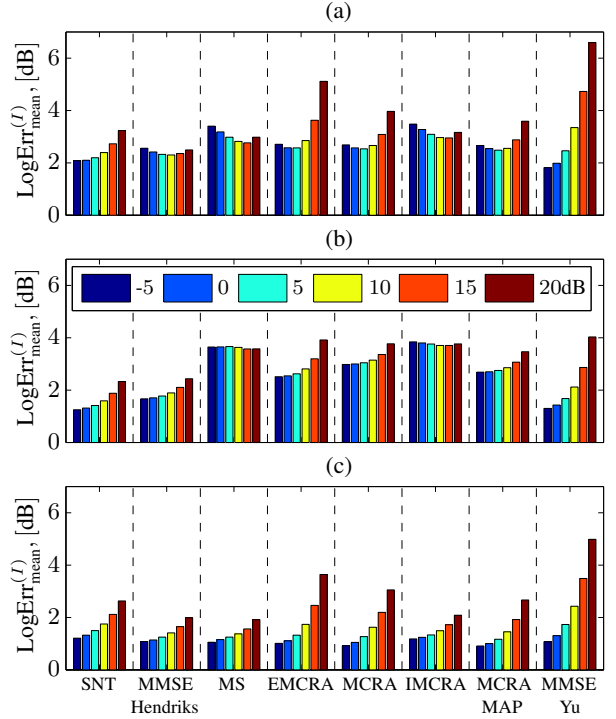 (a)
LogErr(I)mean, [dB]
6
4
2
0
(b)
LogErr(I)mean, [dB]
-5 0 5 10 15 20dB
6
4
2
0
(c)
LogErr(I)mean, [dB]
6
4
2
0
SNT MMSE MS EMCRA MCRA IMCRA MCRA MMSE
Hendriks MAP Yu